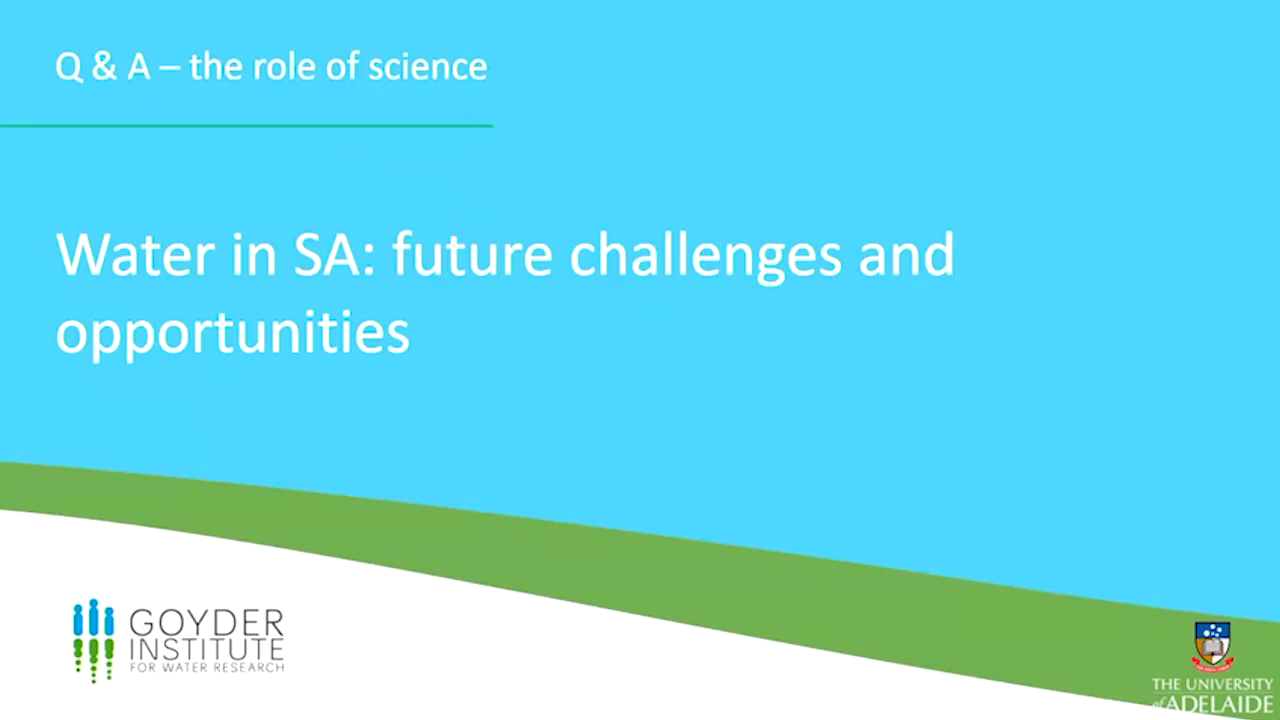 Q & A – the role of science
Water in SA: future challenges and
opportunities
GOYDER
INSTITUTE
FOR WATER RESEARCH
THE UNIVERSITY
of ADELAIDE